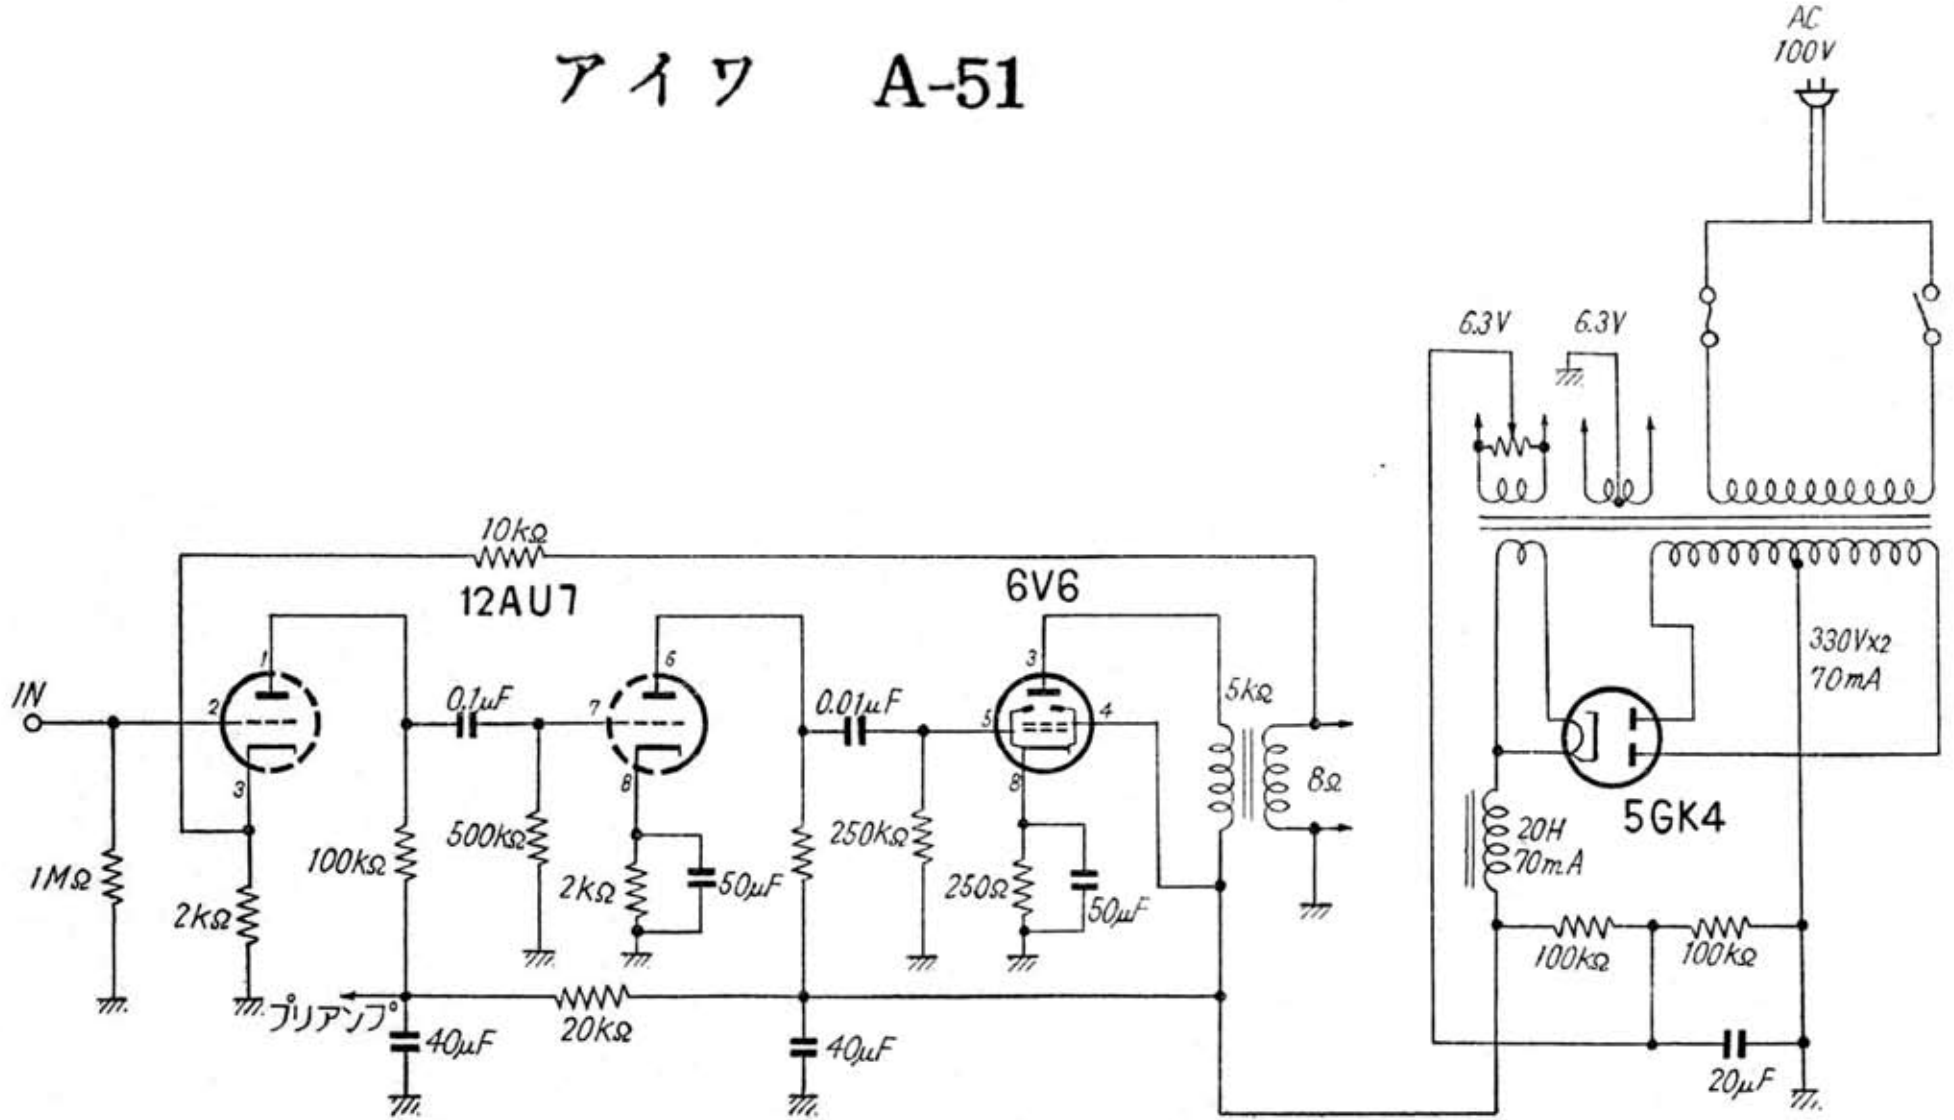 アイワ A-51
AC
100V
6.3V
6.3V
10kΩ
12AU7
6V6
330V×2
70mA
IN
1
2
3
0.1μF
6
7
8
0.01μF
3
5
4
8
5kΩ
8Ω
5GK4
20H
70mA
1MΩ
2kΩ
100kΩ
500kΩ
2kΩ
50μF
250kΩ
250Ω
50μF
100kΩ
100kΩ
プリアンプ
20kΩ
40μF
40μF
20μF